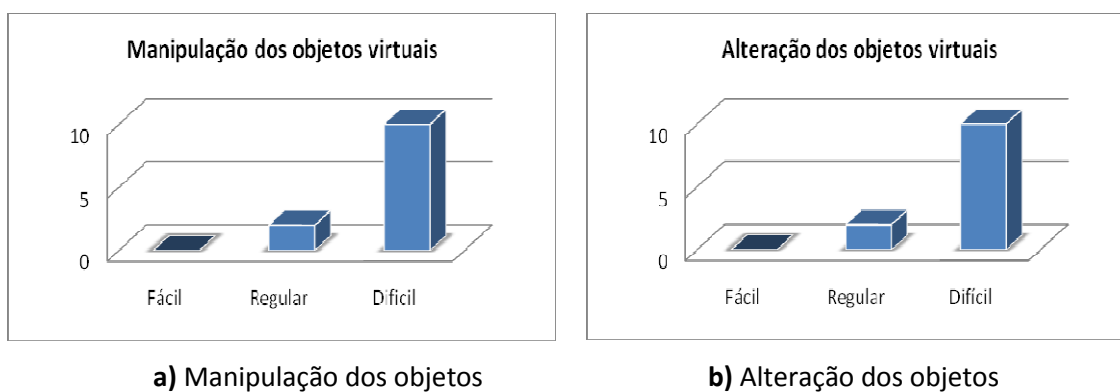 Manipulação dos objetos virtuais
10
5
0
Fácil
Regular
Dificil
a) Manipulação dos objetos
Alteração dos objetos virtuais
10
5
0
Fácil
Regular
Difícil
b) Alteração dos objetos